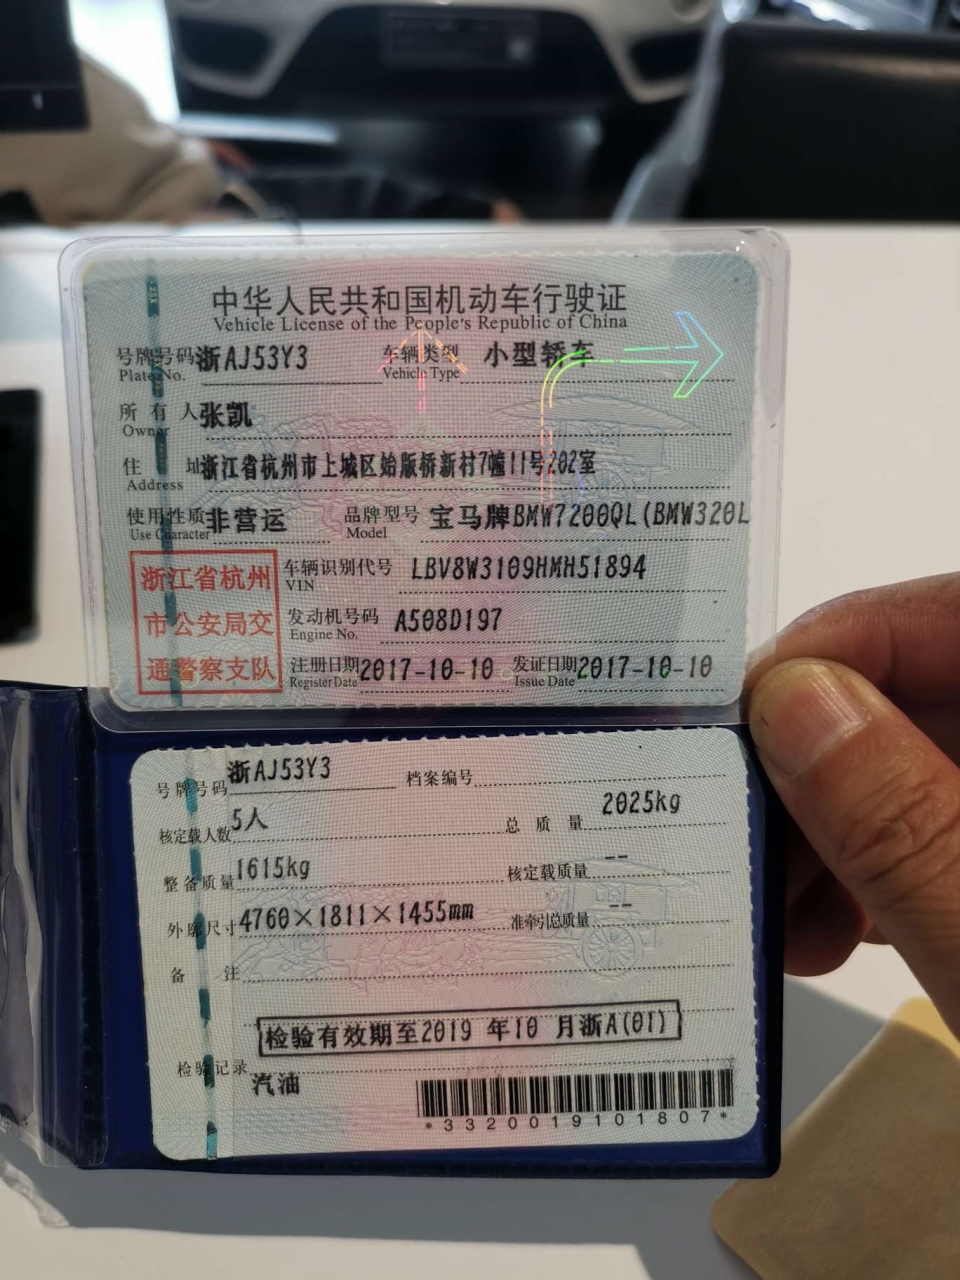 中华人民共和国机动车行驶证
Vehicle License of the People's Republic of China
号牌号码 浙AJ53Y3 车辆类型 小型轿车
Plate No. Vehicle Type
所有人 张凯
Owner
住址 浙江省杭州市上城区始版桥新村7幢11号202室
Address
使用性质 非营运 品牌型号 宝马牌BMW7200QL(BMW320L
Use Character Model
浙江省杭州
市公安局交
通警察支队
车辆识别代号 LBV8W3109HMH51894
VIN
发动机号码 A508D197
Engine No.
注册日期 2017-10-10 发证日期 2017-10-10
Register Date Issue Date
号牌号码 浙AJ53Y3 档案编号
核定载人数 5人 总质量 2025kg
整备质量 1615kg 核定载质量 --
外廓尺寸 4760×1811×1455mm 准牵引总质量 --
备注
检验有效期至2019 年10 月浙A(01)
检验记录
汽油
*3320019101807*